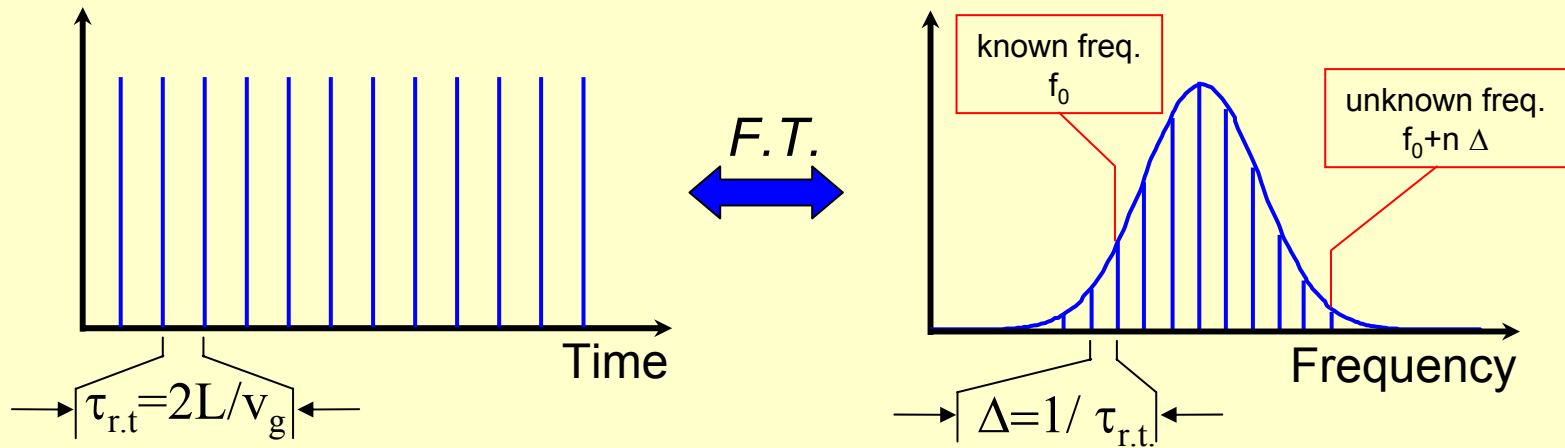 known freq.
f₀
unknown freq.
f₀+n Δ
F.T.
Time
Frequency
τr.t=2L/vg
Δ=1/ τr.t.